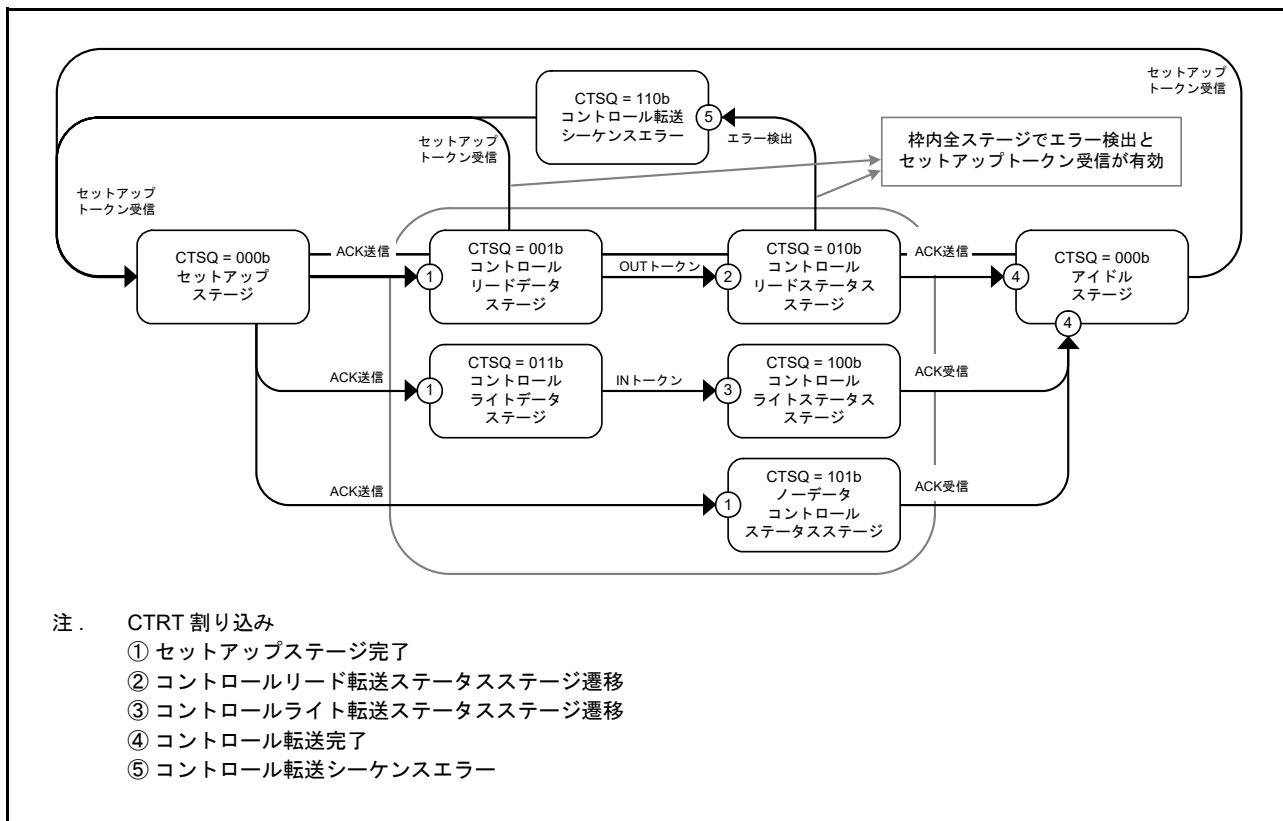 セットアップ
トークン受信
CTSQ = 110b
コントロール転送
シーケンスエラー
5
エラー検出
セットアップ
トークン受信
枠内全ステージでエラー検出と
セットアップトークン受信が有効
セットアップ
トークン受信
CTSQ = 000b
セットアップ
ステージ
ACK送信
1
CTSQ = 001b
コントロール
リードデータ
ステージ
OUTトークン
2
CTSQ = 010b
コントロール
リードステータス
ステージ
ACK送信
4
CTSQ = 000b
アイドル
ステージ
4
ACK送信
1
CTSQ = 011b
コントロール
ライトデータ
ステージ
INトークン
3
CTSQ = 100b
コントロール
ライトステータス
ステージ
ACK受信
ACK送信
1
CTSQ = 101b
ノーデータ
コントロール
ステータスステージ
ACK受信
注 . CTRT 割り込み
① セットアップステージ完了
② コントロールリード転送ステータスステージ遷移
③ コントロールライト転送ステータスステージ遷移
④ コントロール転送完了
⑤ コントロール転送シーケンスエラー